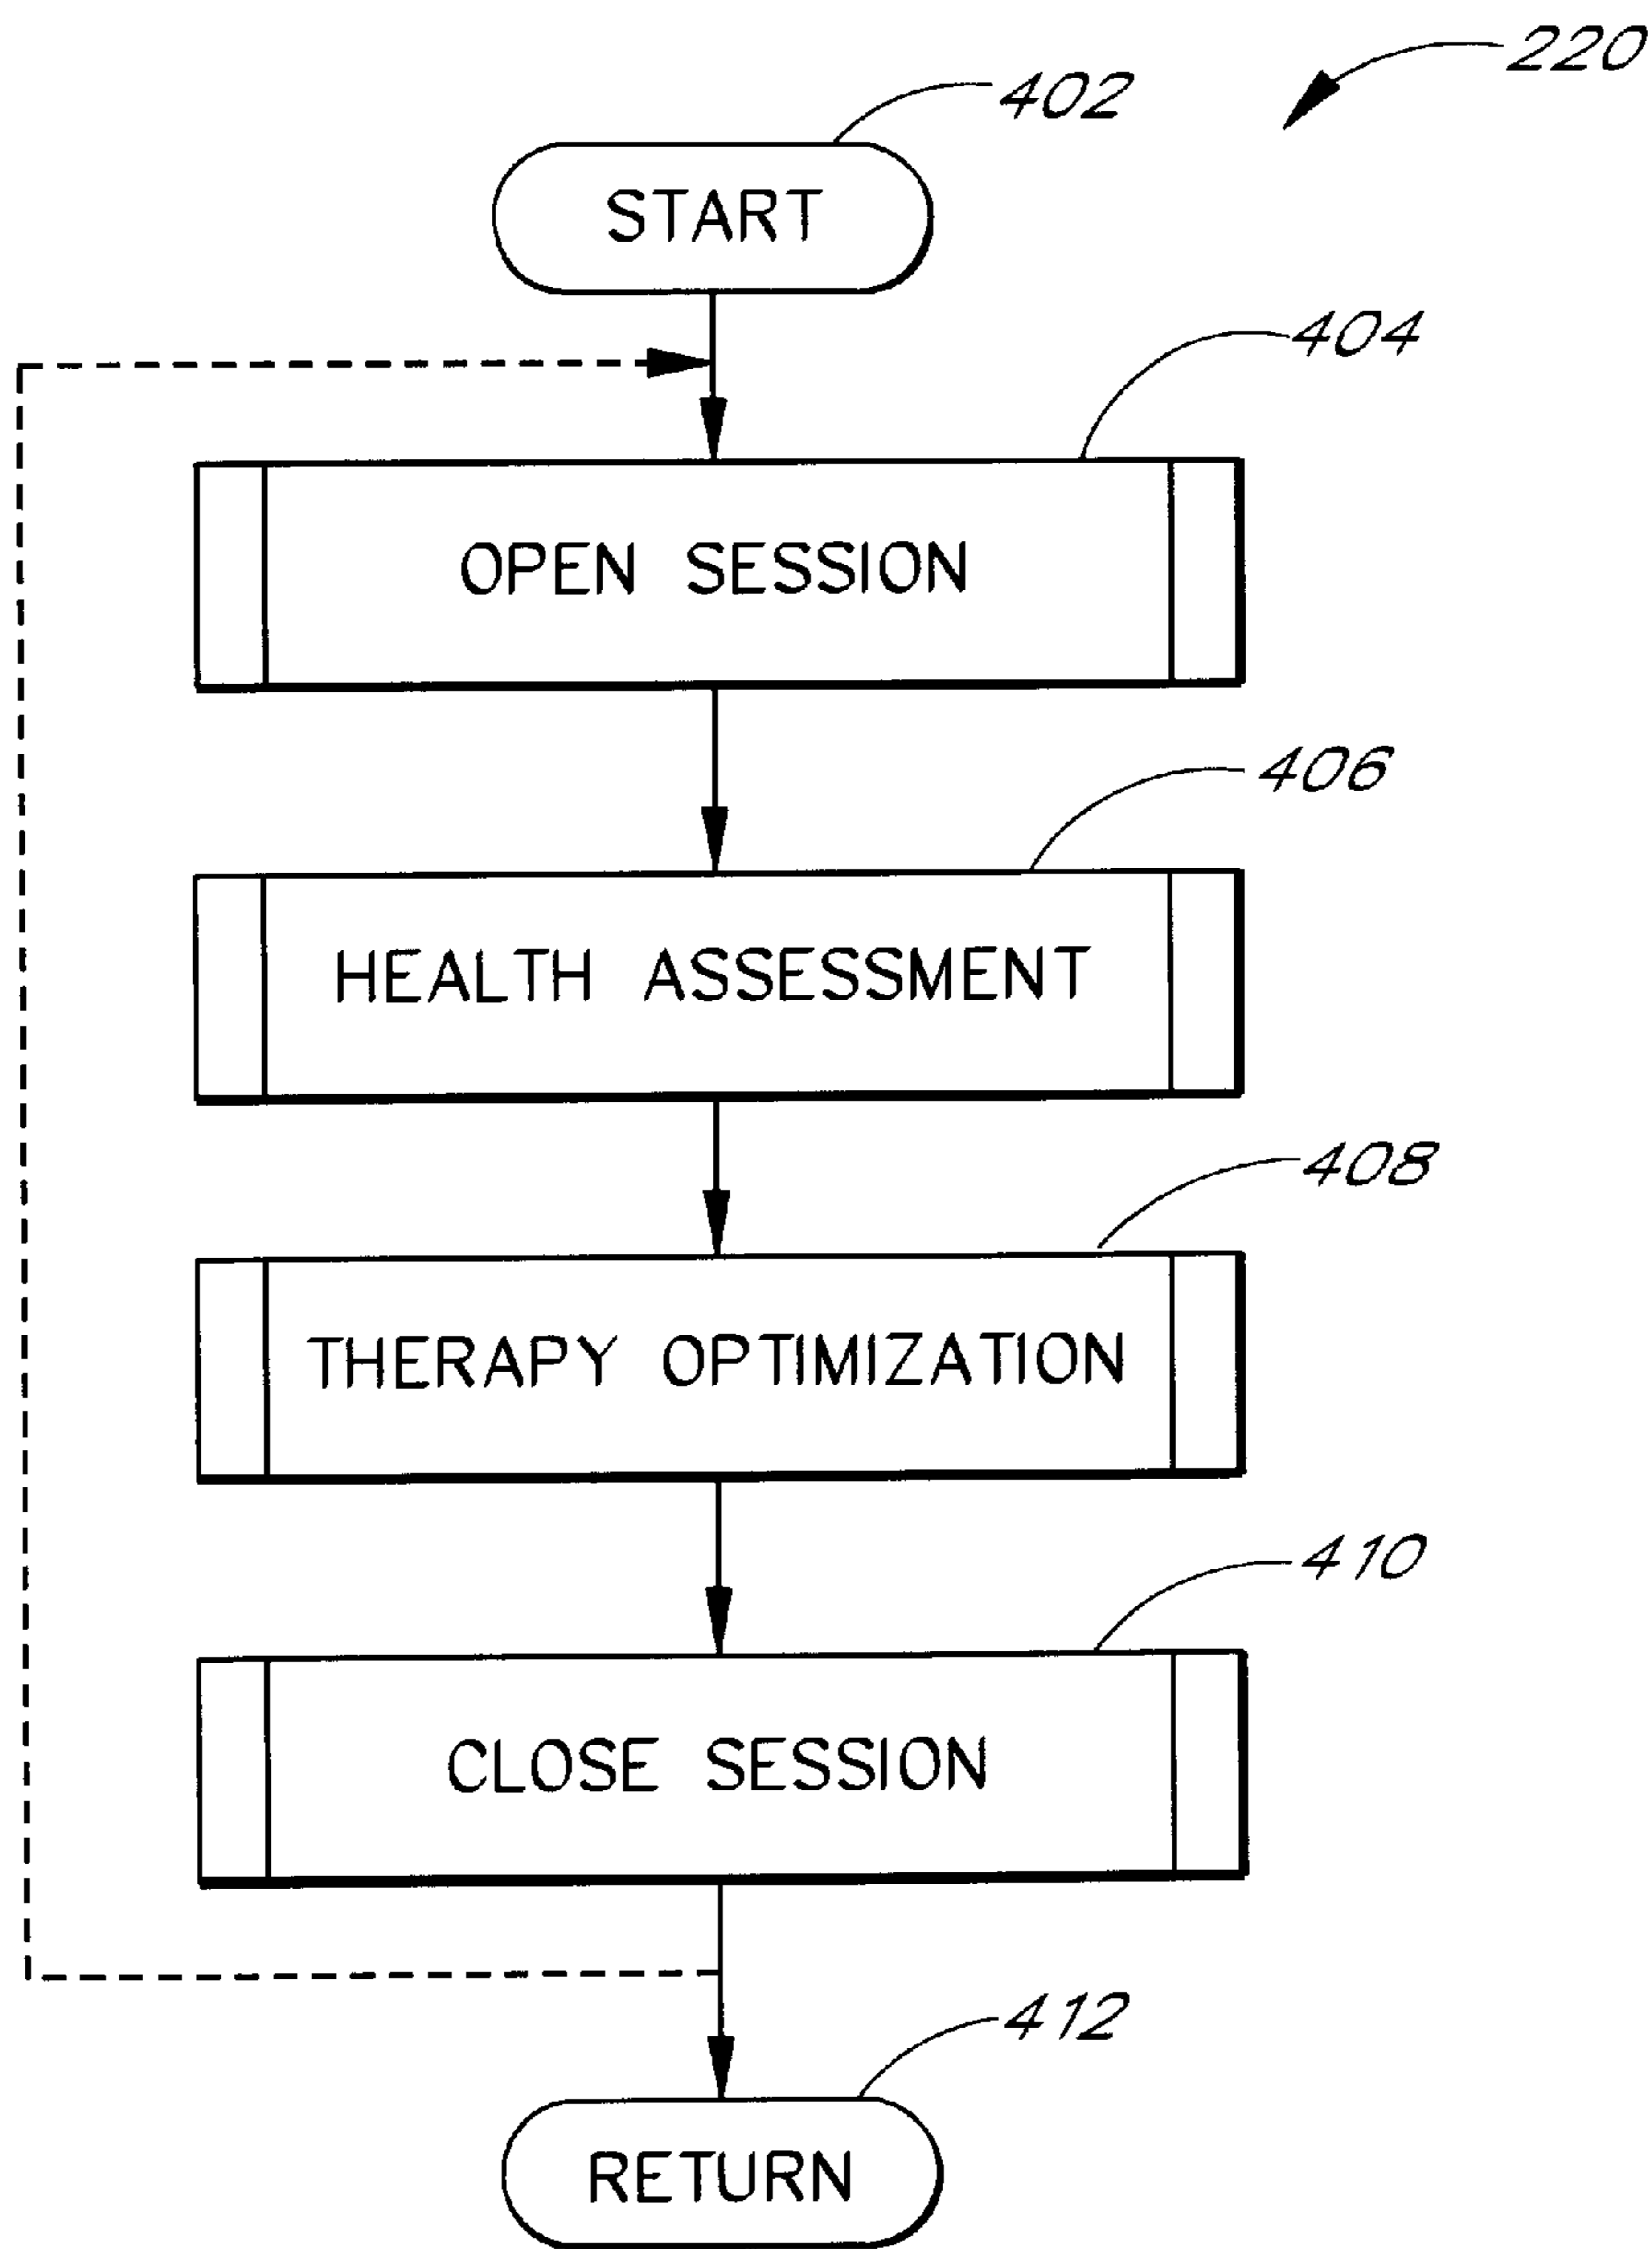 220
402
START
404
OPEN SESSION
406
HEALTH ASSESSMENT
408
THERAPY OPTIMIZATION
410
CLOSE SESSION
412
RETURN